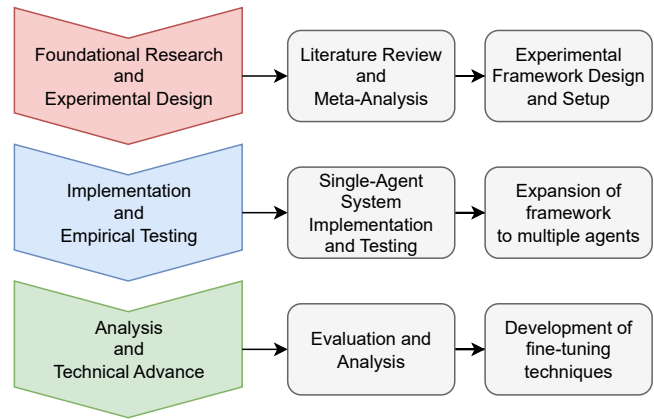 Foundational Research
and
Experimental Design
Literature Review
and
Meta-Analysis
Experimental
Framework Design
and Setup
Implementation
and
Empirical Testing
Single-Agent
System
Implementation
and Testing
Expansion of
framework
to multiple agents
Analysis
and
Technical Advance
Evaluation and
Analysis
Development of
fine-tuning
techniques